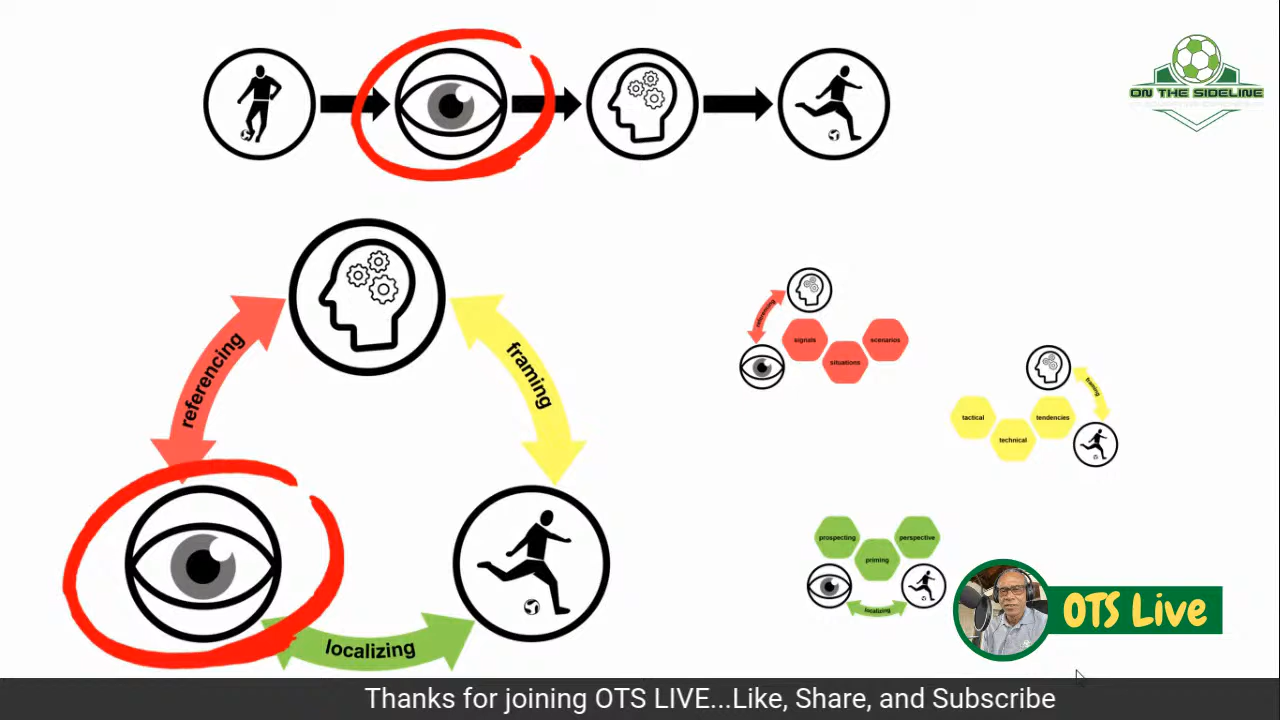 ON THE SIDELINE
referencing
framing
localizing
signals
situations
scenarios
framing
tactical
technical
tendencies
prospecting
priming
perspective
localizing
OTS Live
Thanks for joining OTS LIVE...Like, Share, and Subscribe